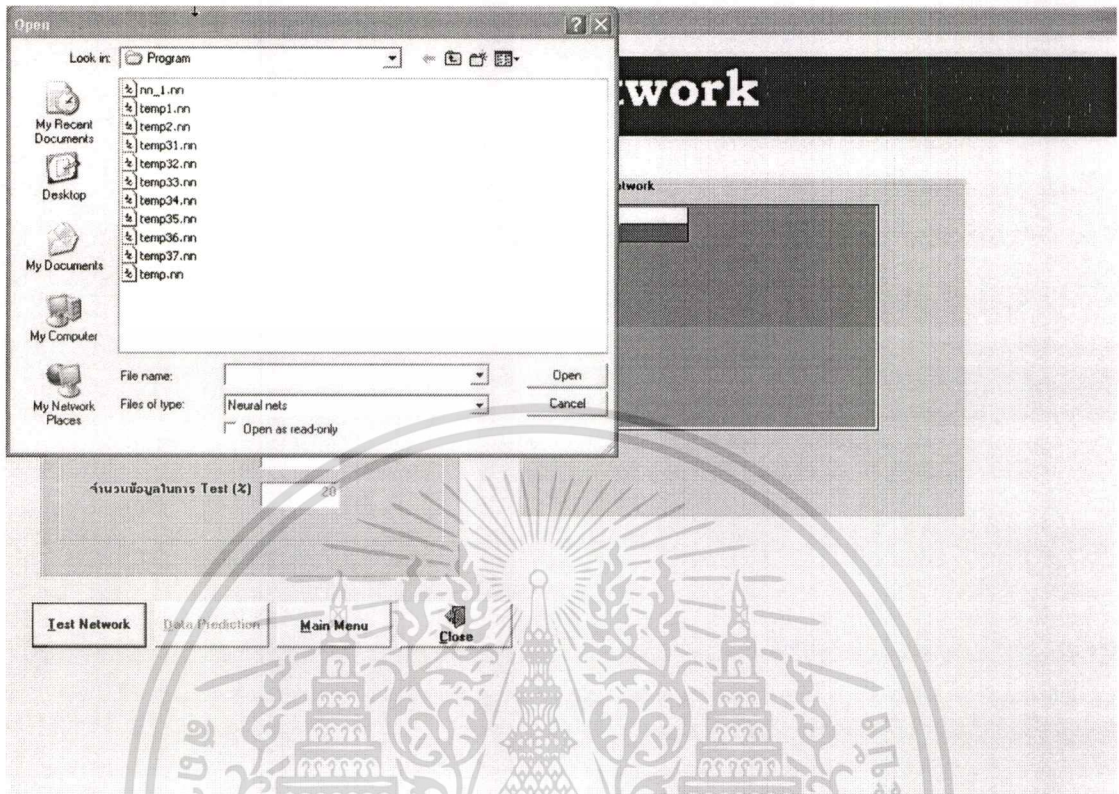 Open
Look in: Program
nn_1.nn
temp1.nn
temp2.nn
temp31.nn
temp32.nn
temp33.nn
temp34.nn
temp35.nn
temp36.nn
temp37.nn
temp.nn
My Recent
Documents
Desktop
My Documents
My Computer
My Network
Places
File name:
Open
Files of type: Neural nets
Cancel
Open as read-only
work
twork
จำนวนข้อมูลในการ Test (%) 20
Test Network
Data Prediction
Main Menu
Close